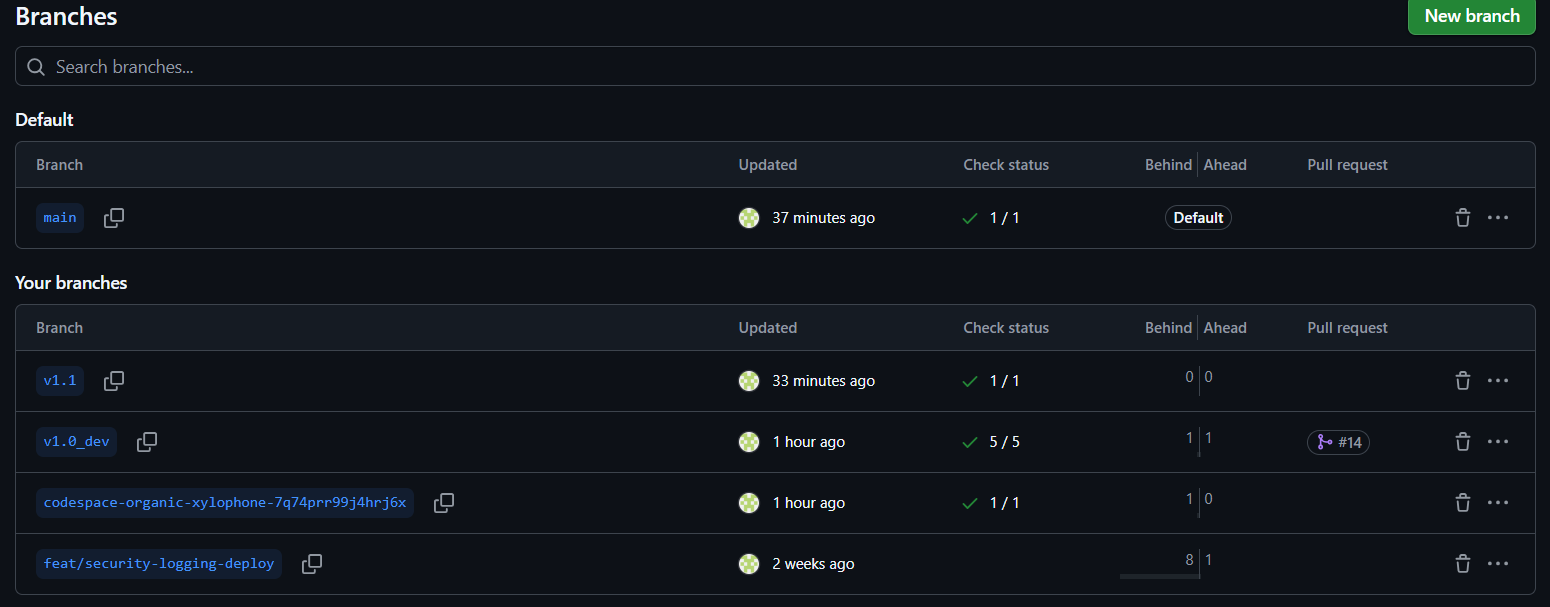 Branches New branch
Search branches...
Default
Branch Updated Check status Behind Ahead Pull request
main 37 minutes ago 1 / 1 Default
Your branches
Branch Updated Check status Behind Ahead Pull request
v1.1 33 minutes ago 1 / 1 0 0
v1.0_dev 1 hour ago 5 / 5 1 1 #14
codespace-organic-xylophone-7q74prr99j4hrj6x 1 hour ago 1 / 1 1 0
feat/security-logging-deploy 2 weeks ago 8 1